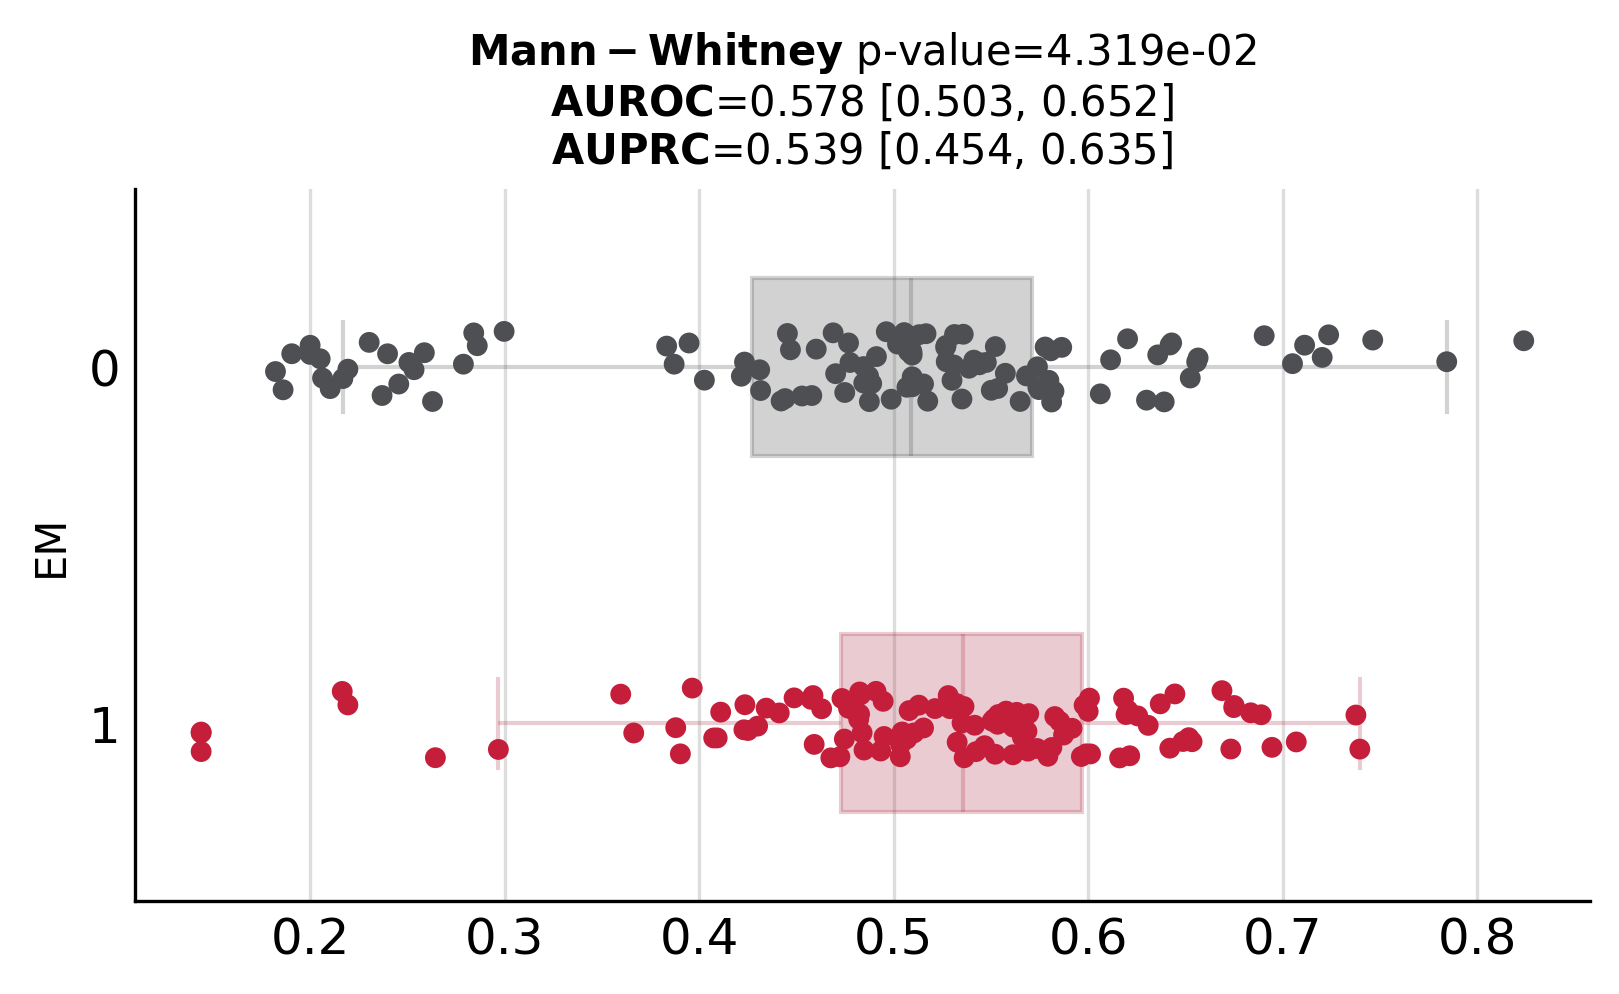 Mann − Whitney p-value=4.319e-02
AUROC=0.578 [0.503, 0.652]
AUPRC=0.539 [0.454, 0.635]
0
EM
1
0.2 0.3 0.4 0.5 0.6 0.7 0.8